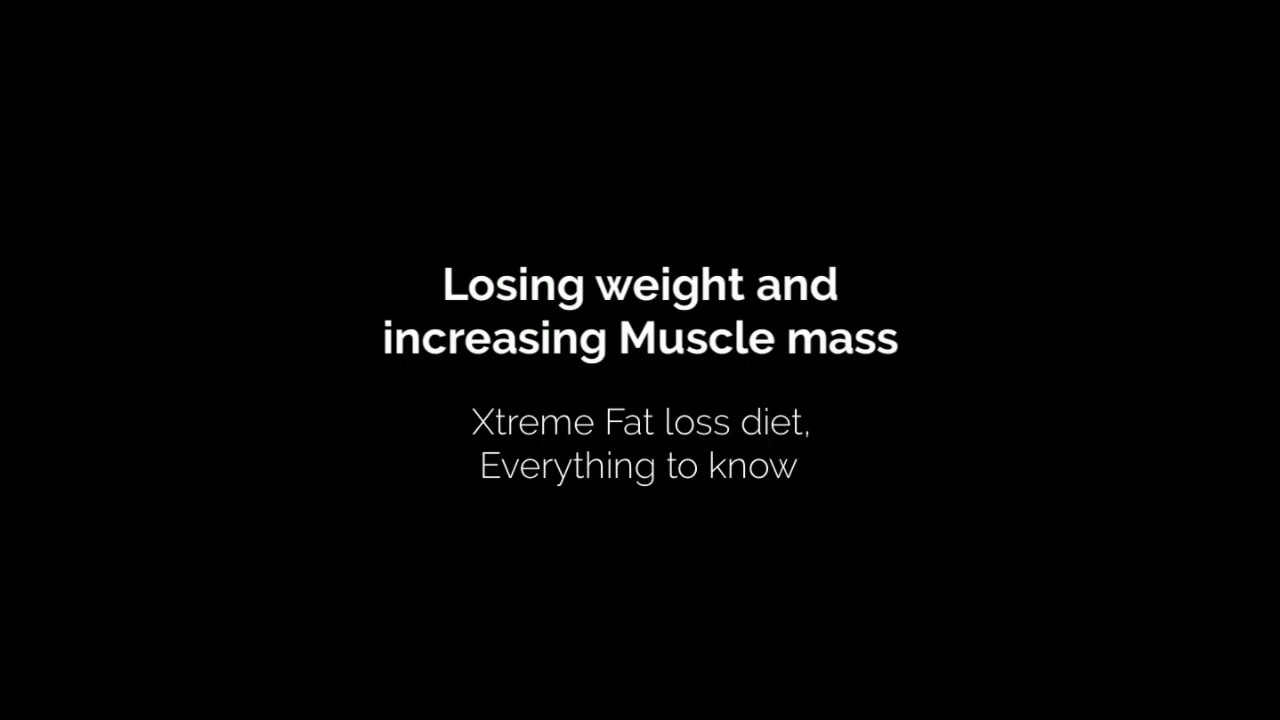 Losing weight and
increasing Muscle mass
Xtreme Fat loss diet,
Everything to know